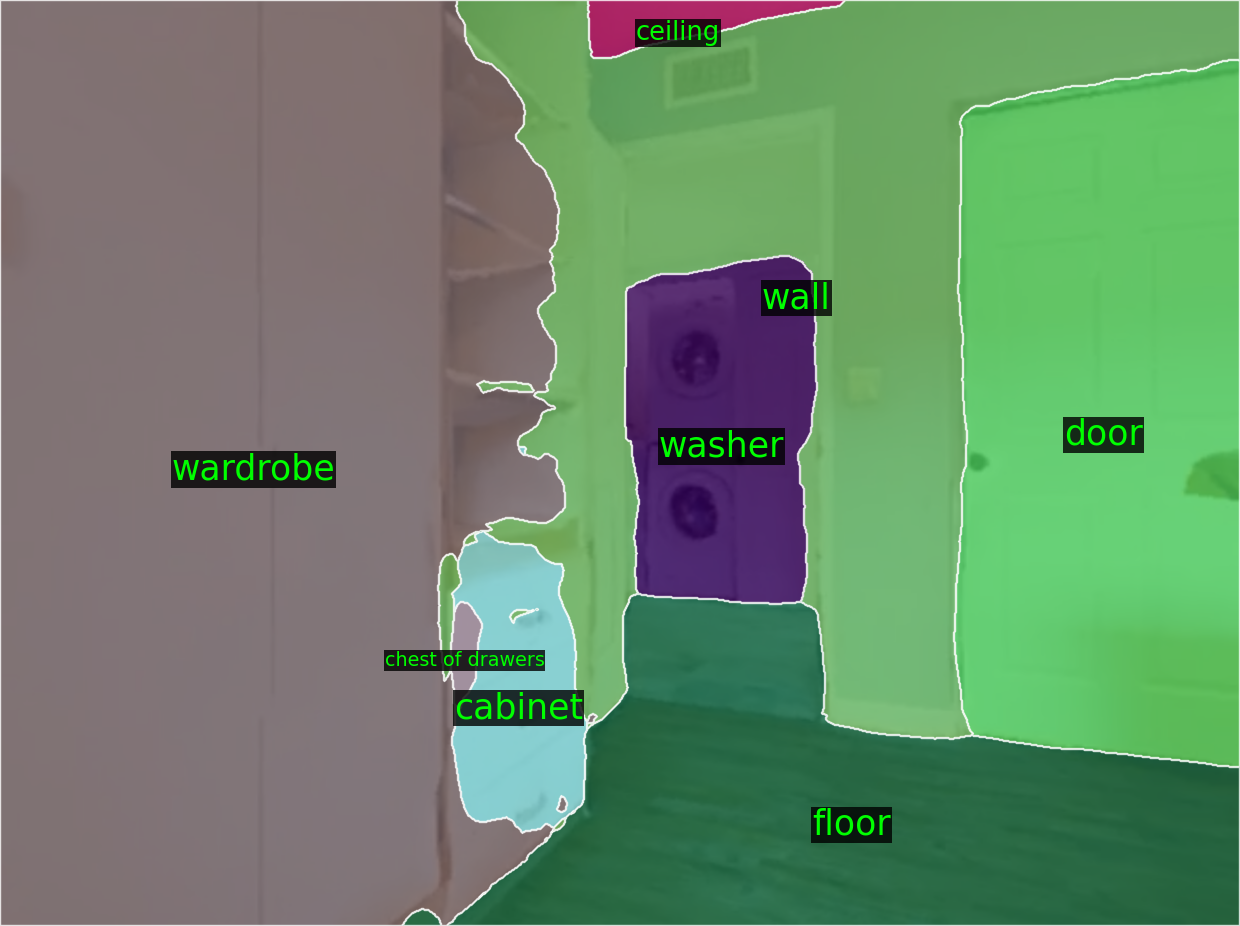 ceiling
wall
door
washer
wardrobe
chest of drawers
cabinet
floor